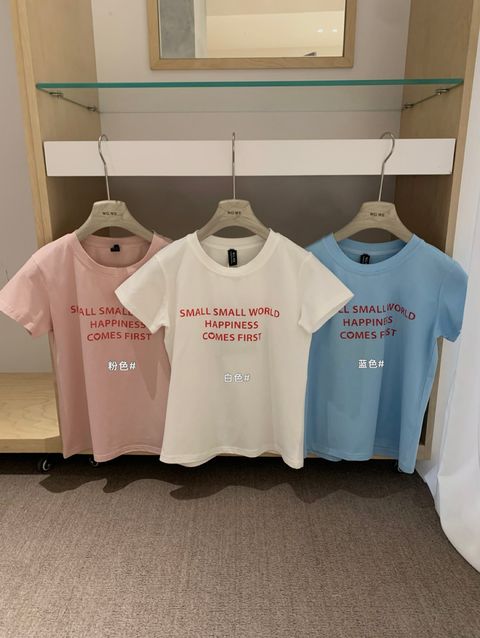 SMALL SMALL
HAPPINESS
COMES FIRST
粉色#
SMALL SMALL WORLD
HAPPINESS
COMES FIRST
白色#
SMALL WORLD
HAPPINESS
COMES FIRST
蓝色#